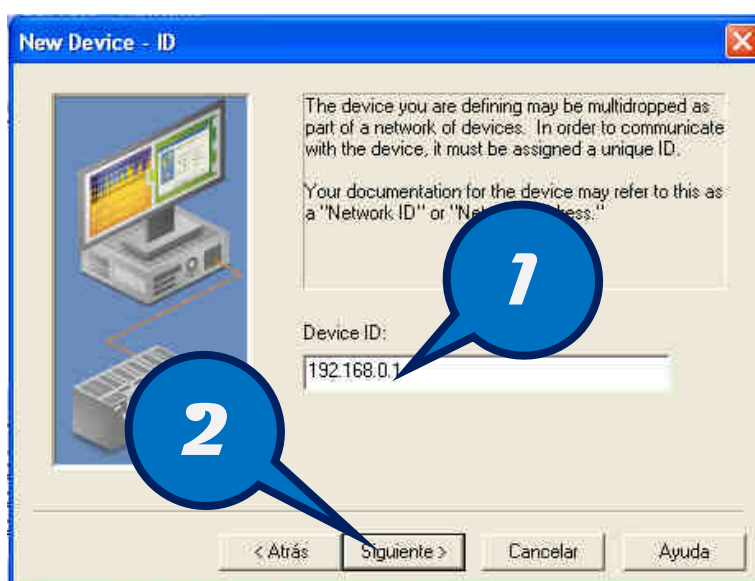 New Device - ID
The device you are defining may be multidropped as
part of a network of devices. In order to communicate
with the device, it must be assigned a unique ID.
Your documentation for the device may refer to this as
a "Network ID" or "
1
Device ID:
192.168.0.1
2
< Atrás
Siguiente >
Cancelar
Ayuda